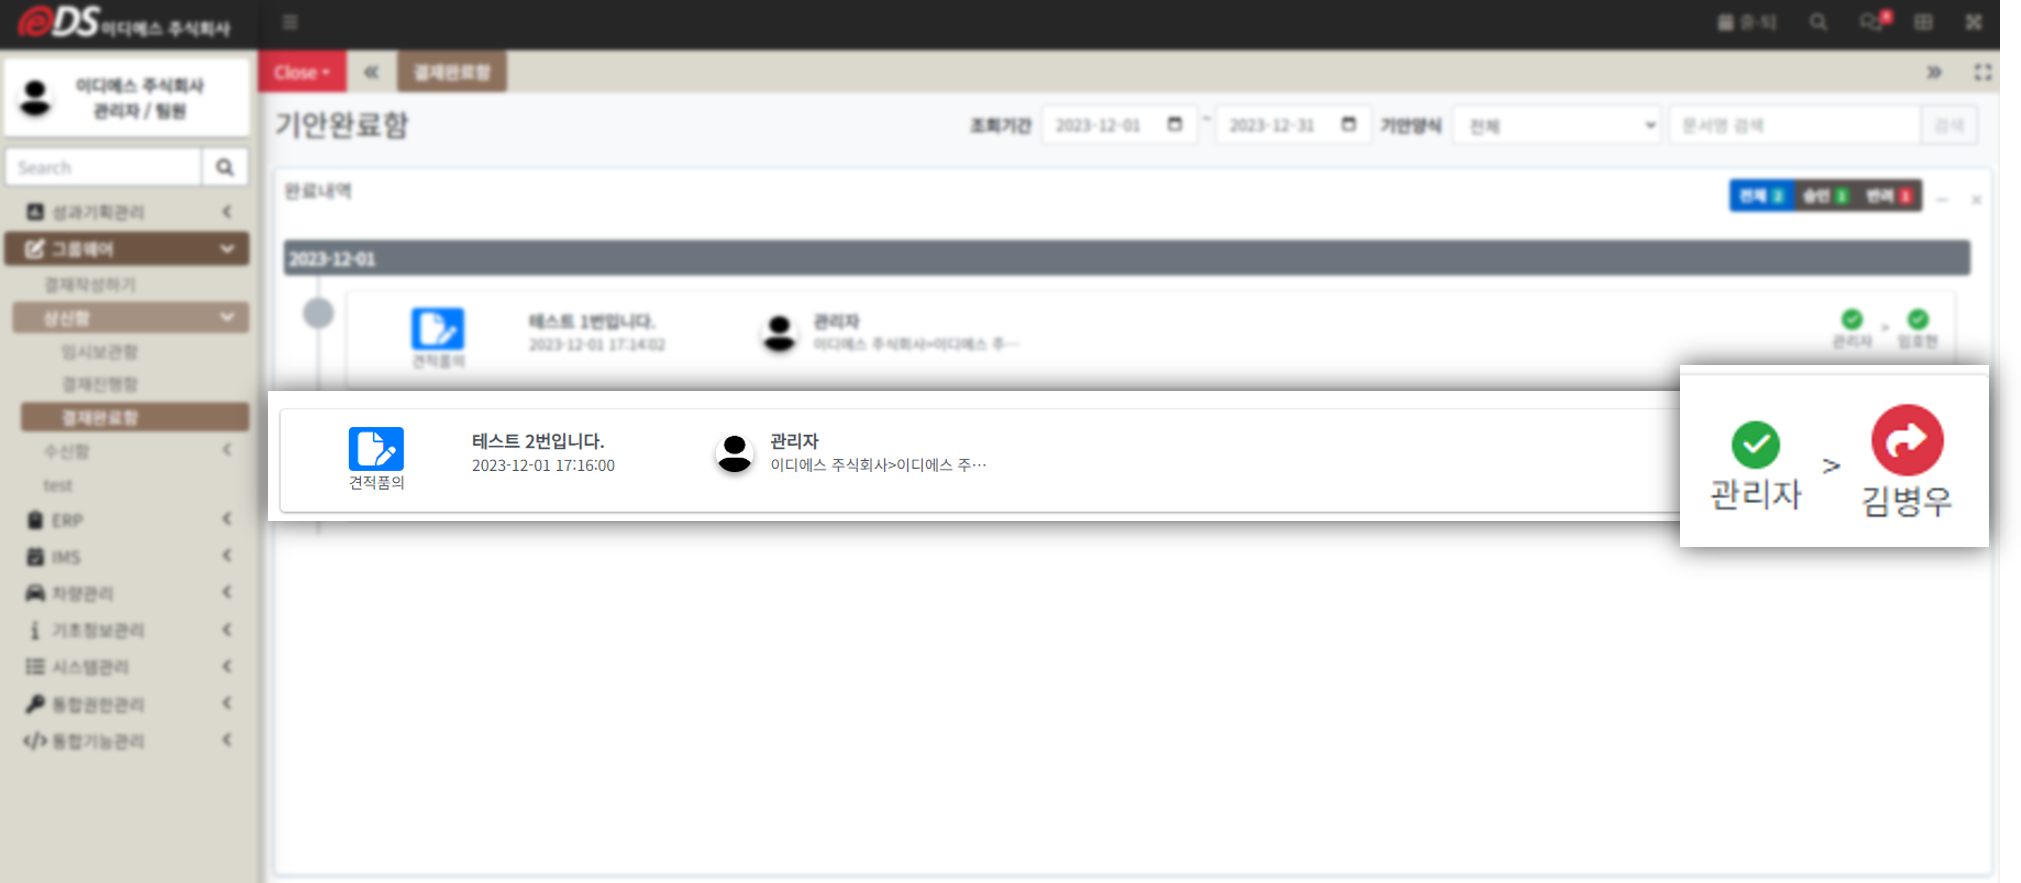 eDS 이디에스 주식회사
출·퇴
4
이디에스 주식회사
관리자 / 팀원
Search
성과기획관리
그룹웨어
결재작성하기
상신함
임시보관함
결재진행함
결재완료함
수신함
test
ERP
IMS
차량관리
기초정보관리
시스템관리
통합권한관리
통합기능관리
Close
결재완료함
기안완료함
조회기간 2023-12-01 ~ 2023-12-31 기안양식 전체 문서명 검색 검색
완료내역
전체 2 승인 1 반려 1
2023-12-01
테스트 1번입니다.
2023-12-01 17:14:02
견적품의
관리자
이디에스 주식회사>이디에스 주…
관리자 > 임호현
테스트 2번입니다.
2023-12-01 17:16:00
견적품의
관리자
이디에스 주식회사>이디에스 주…
관리자 > 김병우